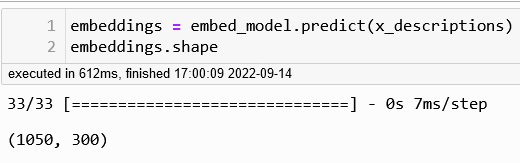 1 embeddings = embed_model.predict(x_descriptions)
2 embeddings.shape
executed in 612ms, finished 17:00:09 2022-09-14
33/33 [==============================] - 0s 7ms/step
(1050, 300)